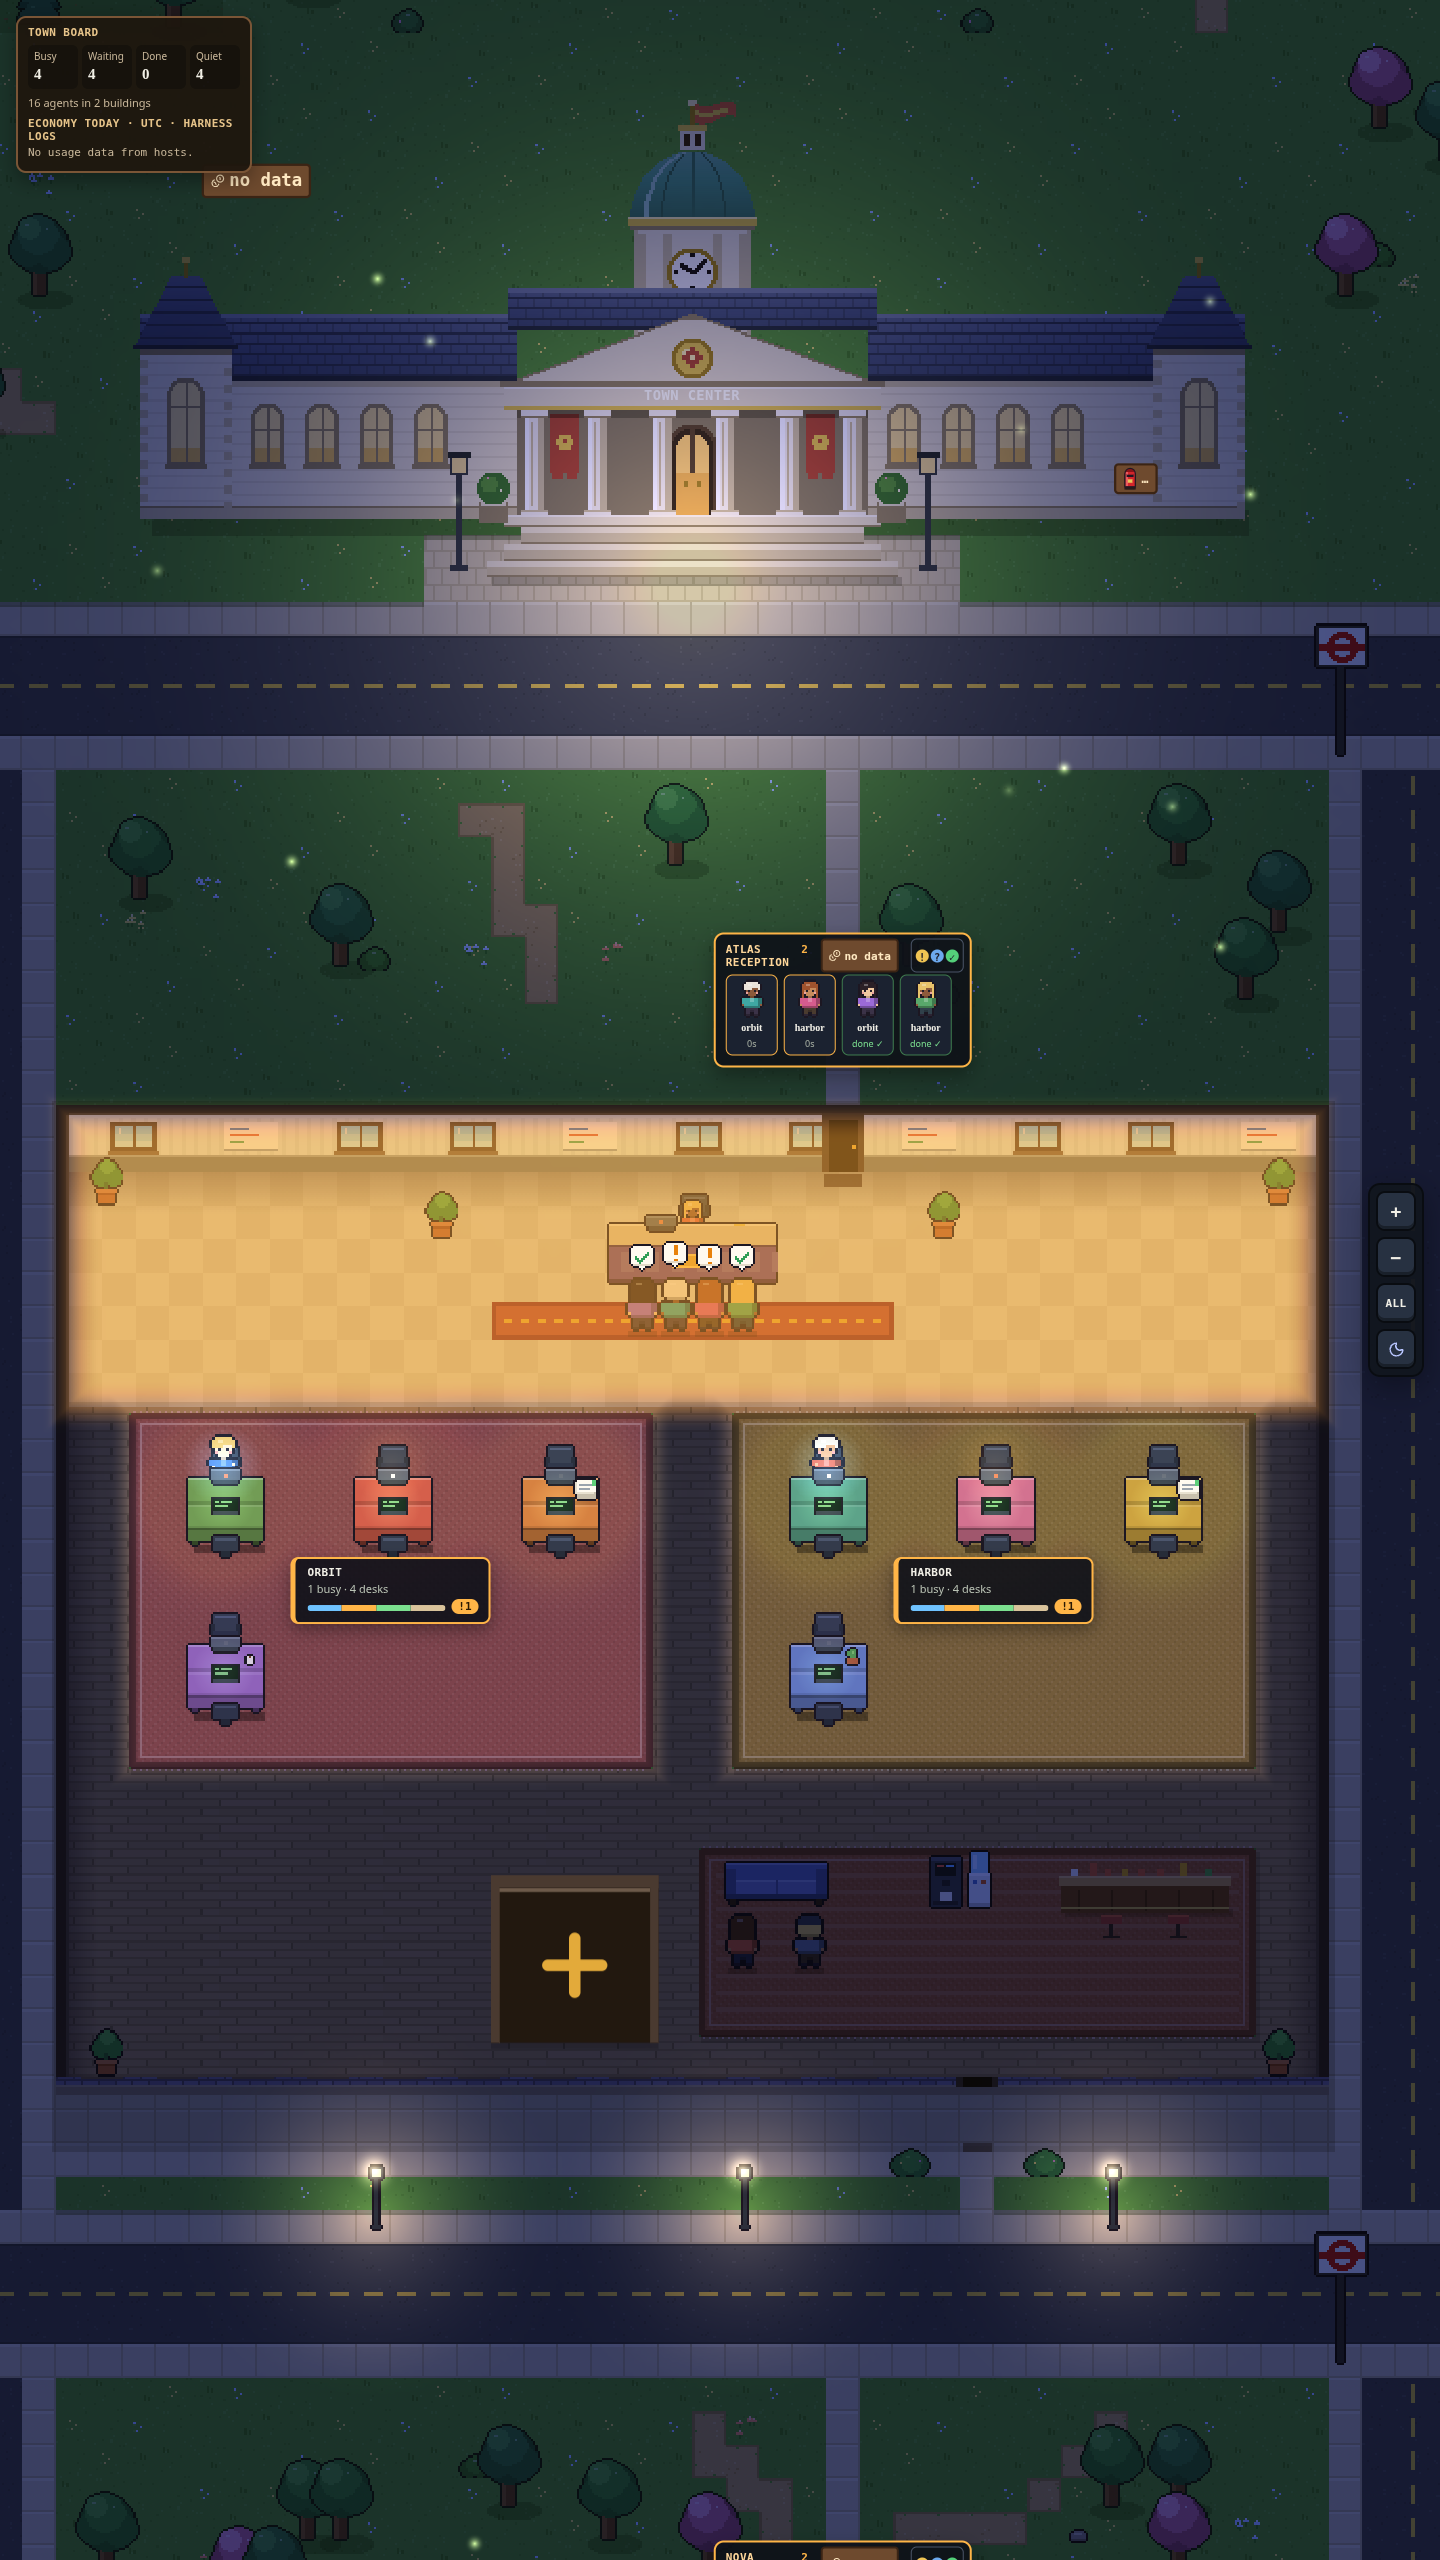 TOWN BOARD
Busy Waiting Done Quiet
4 4 0 4
16 agents in 2 buildings
ECONOMY TODAY · UTC · HARNESS
LOGS
No usage data from hosts.
no data
TOWN CENTER
...
ATLAS 2
RECEPTION
no data
! ? ✓
orbit harbor orbit harbor
0s 0s done ✓ done ✓
+
−
ALL
ORBIT
1 busy · 4 desks
!1
HARBOR
1 busy · 4 desks
!1
NOVA 2